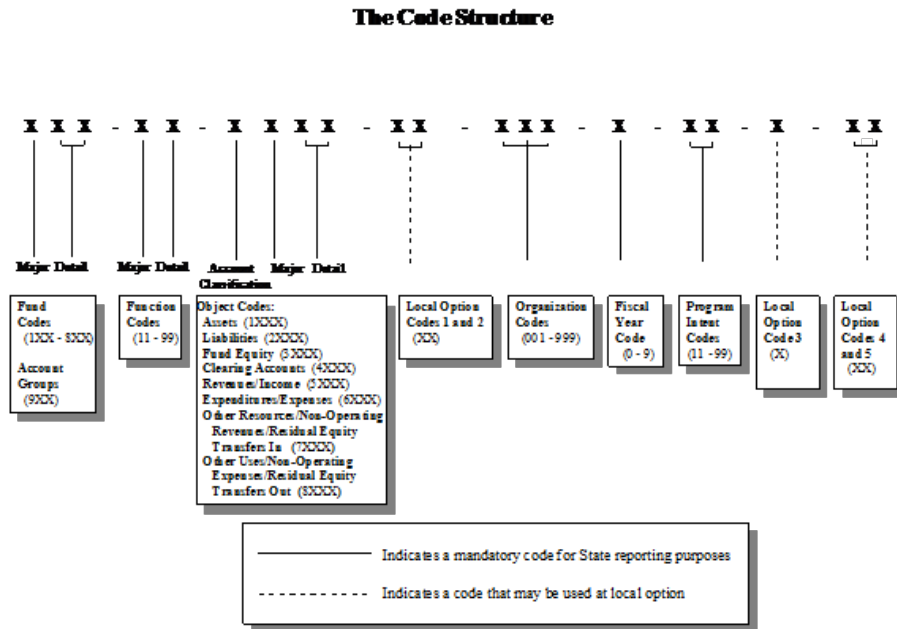 The Code Structure
X X X - X X - X X X X - X X - X X X - X - X X - X - X X
Major Detail Major Detail Account Major Detail
Classification
Fund
Codes
(1XX - 8XX)
Account
Groups
(9XX)
Function
Codes
(11 - 99)
Object Codes:
Assets (1XXX)
Liabilities (2XXX)
Fund Equity (3XXX)
Clearing Accounts (4XXX)
Revenues/Income (5XXX)
Expenditures/Expenses (6XXX)
Other Resources/Non-Operating
Revenues/Residual Equity
Transfers In (7XXX)
Other Uses/Non-Operating
Expenses/Residual Equity
Transfers Out (8XXX)
Local Option
Codes 1 and 2
(XX)
Organization
Codes
(001 - 999)
Fiscal
Year
Code
(0 - 9)
Program
Intent
Codes
(11 - 99)
Local
Option
Code 3
(X)
Local
Option
Codes 4
and 5
(XX)
Indicates a mandatory code for State reporting purposes
Indicates a code that may be used at local option